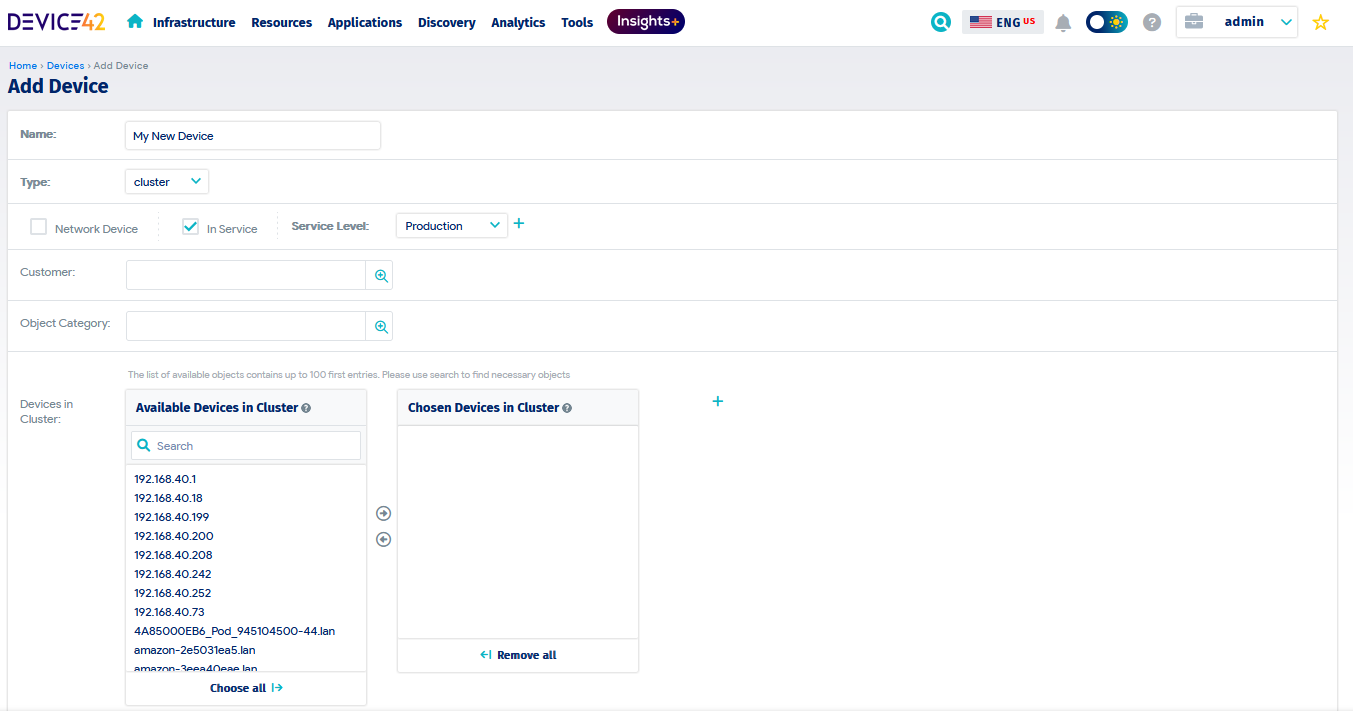 DEVICE42 Infrastructure Resources Applications Discovery Analytics Tools Insights+ ENG US ? admin
Home › Devices › Add Device
Add Device
Name: My New Device
Type: cluster
Network Device In Service Service Level: Production +
Customer:
Object Category:
The list of available objects contains up to 100 first entries. Please use search to find necessary objects
Devices in
Cluster:
Available Devices in Cluster ?
Search
192.168.40.1
192.168.40.18
192.168.40.199
192.168.40.200
192.168.40.208
192.168.40.242
192.168.40.252
192.168.40.73
4A85000EB6_Pod_945104500-44.lan
amazon-2e5031ea5.lan
amazon-3eea40eae.lan
Choose all
Chosen Devices in Cluster ?
Remove all
+